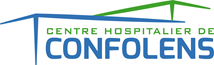 CENTRE HOSPITALIER DE
CONFOLENS